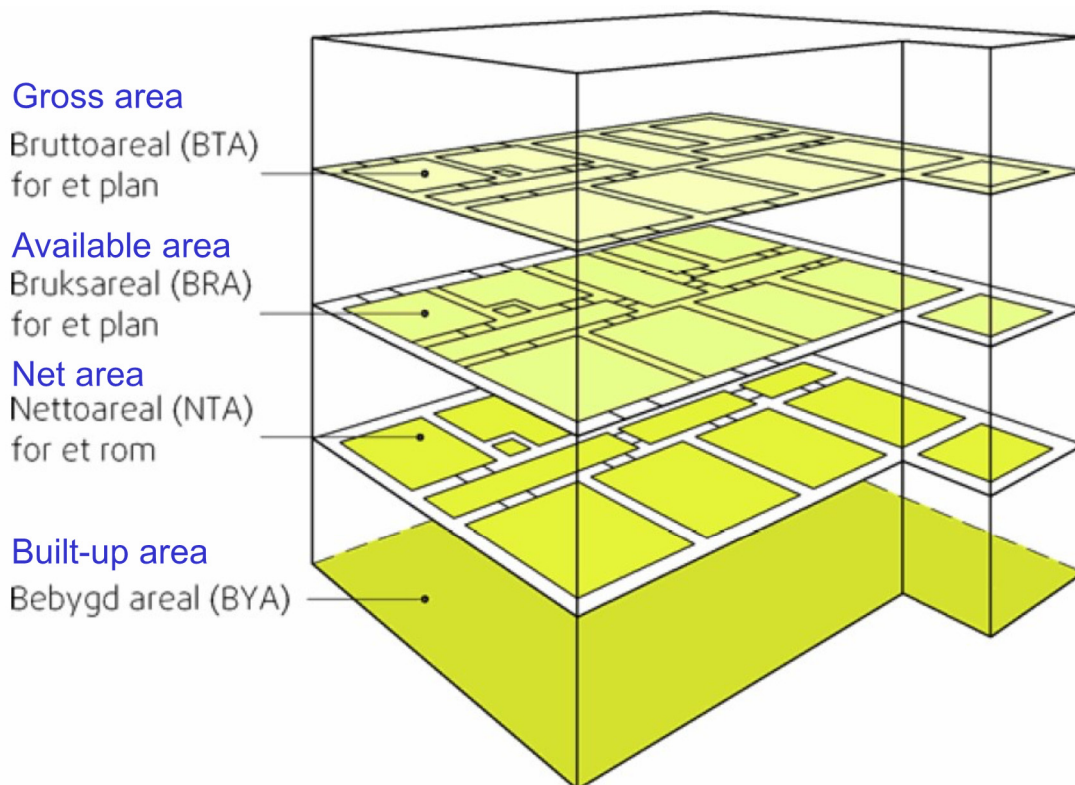 Gross area
Bruttoareal (BTA)
for et plan
Available area
Bruksareal (BRA)
for et plan
Net area
Nettoareal (NTA)
for et rom
Built-up area
Bebygd areal (BYA)